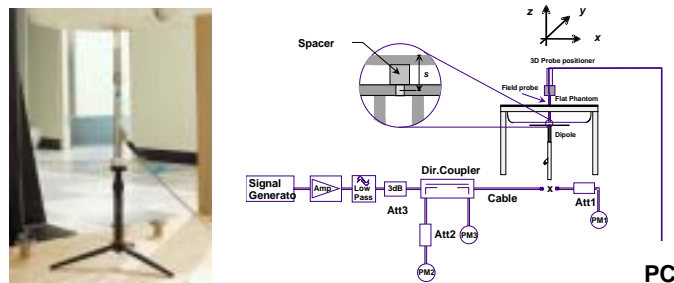 z
y
x
3D Probe positioner
Spacer
s
Field probe
Flat Phantom
Dipole
Signal
Generato
Amp
Low
Pass
3dB
Att3
Dir.Coupler
Cable
x
Att1
PM1
Att2
PM3
PM2
PC